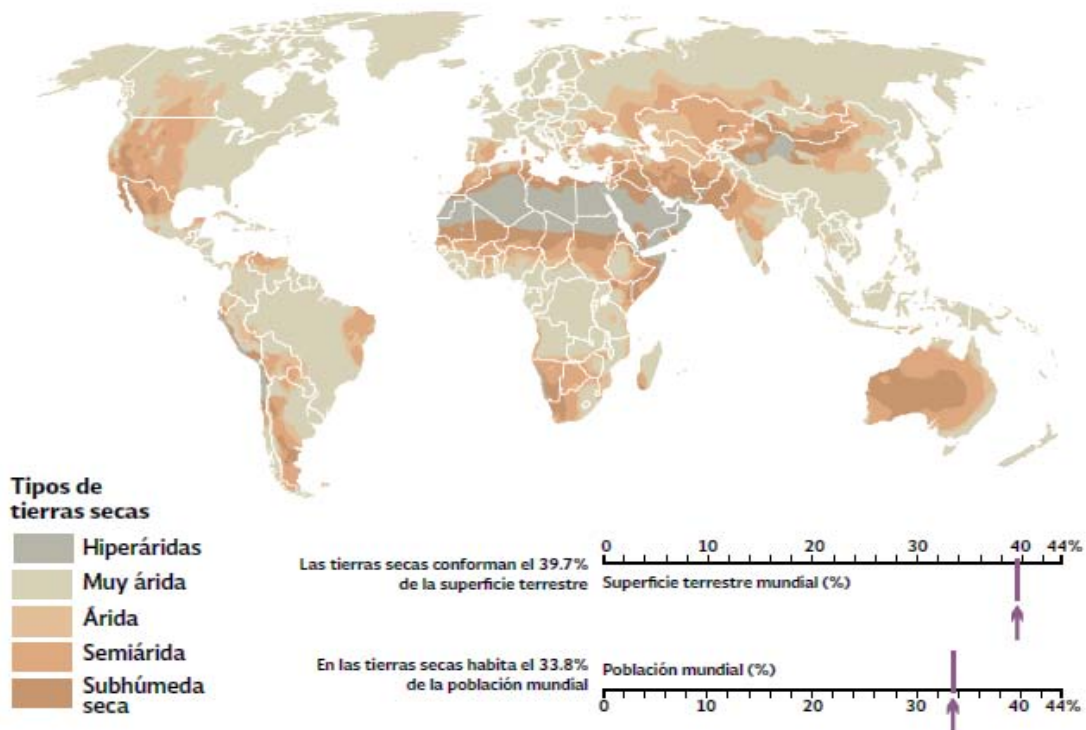 Tipos de
tierras secas
Hiperáridas
Muy árida
Árida
Semiárida
Subhúmeda
seca
Las tierras secas conforman el 39.7%
de la superficie terrestre
0 10 20 30 40 44%
Superficie terrestre mundial (%)
En las tierras secas habita el 33.8%
de la población mundial
Población mundial (%)
0 10 20 30 40 44%